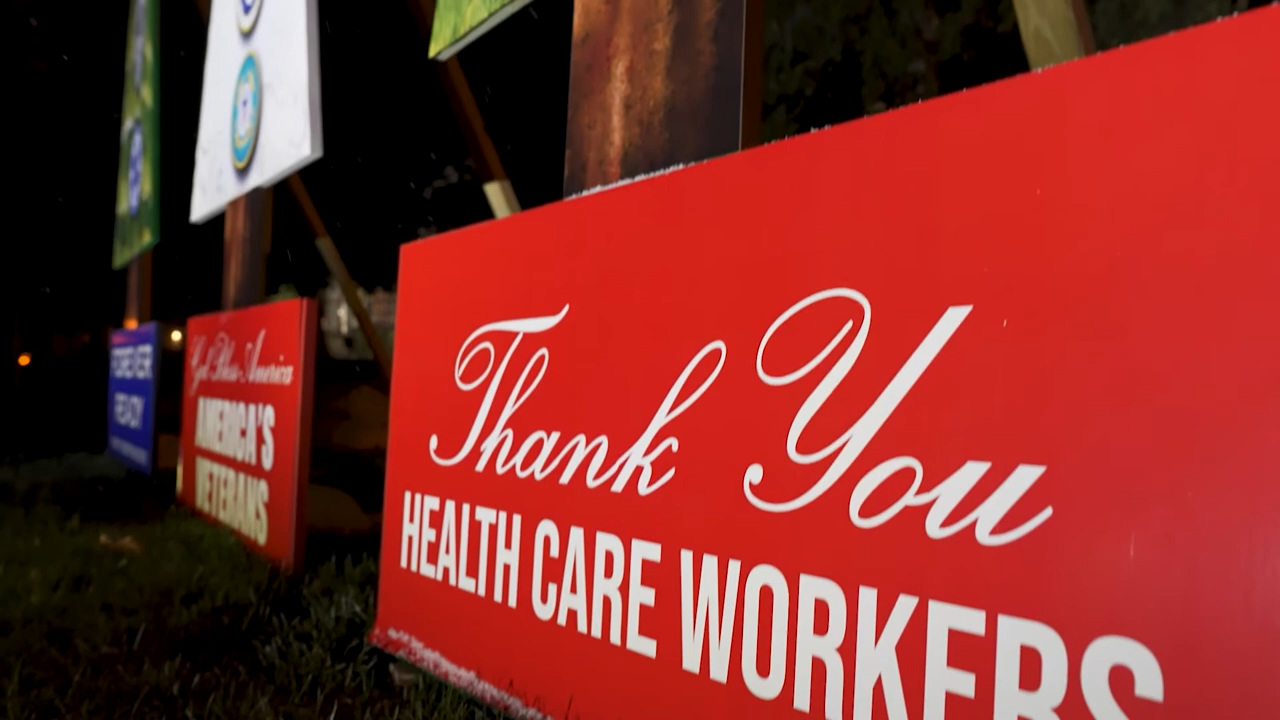 Thank You
HEALTH CARE WORKERS
God Bless America
AMERICA'S
VETERANS
FOREVER
READY